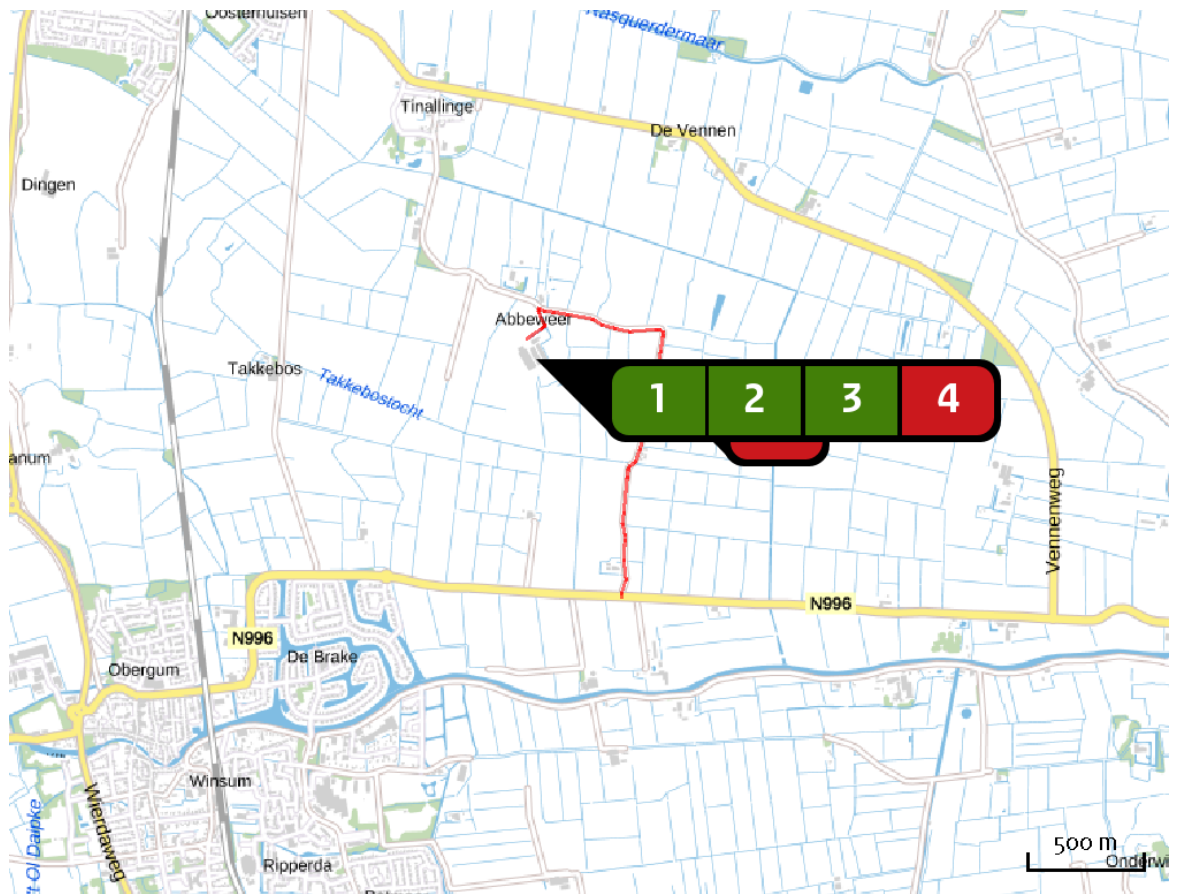 Oosterhuisen
Rasquerdermaar
Tinallinge
De Vennen
Dingen
Abbeweer
Takkebos
Takkebostocht
1 2 3 4
anum
Vennenweg
N996
N996
De Brake
Obergum
Winsum
Wierdaweg
Ripperda
500 m
Onderwi